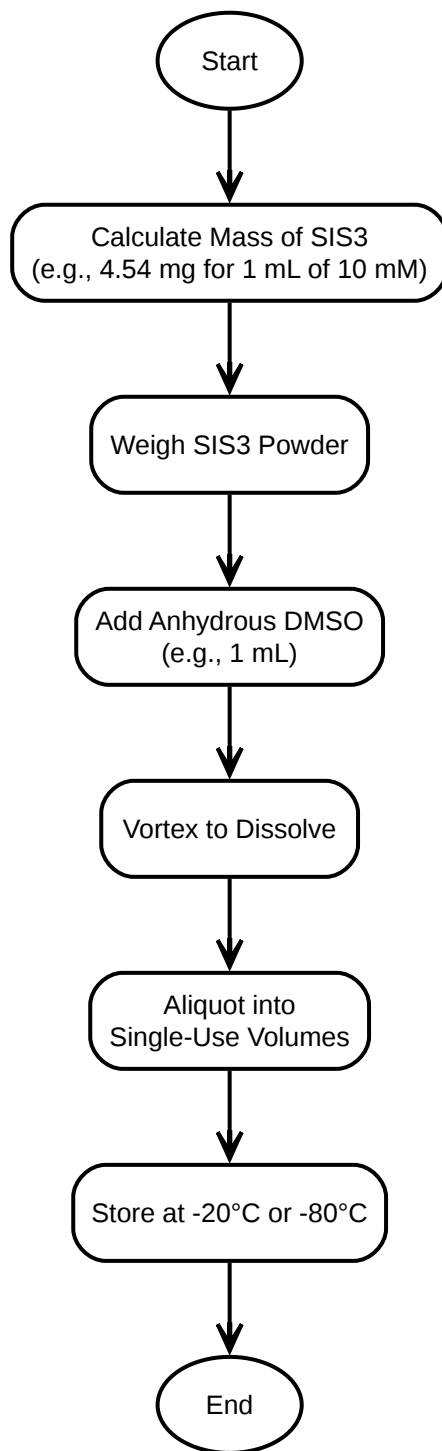 Start
Calculate Mass of SIS3
(e.g., 4.54 mg for 1 mL of 10 mM)
Weigh SIS3 Powder
Add Anhydrous DMSO
(e.g., 1 mL)
Vortex to Dissolve
Aliquot into
Single-Use Volumes
Store at -20°C or -80°C
End